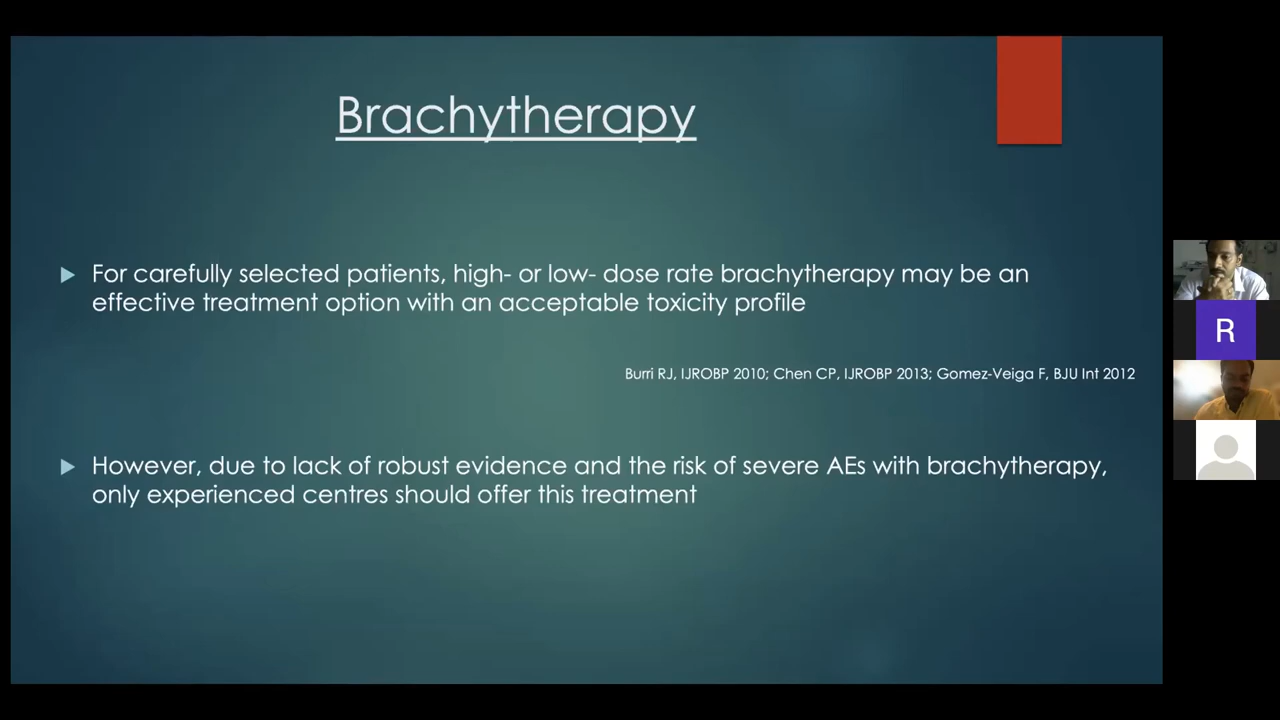 Brachytherapy
For carefully selected patients, high- or low- dose rate brachytherapy may be an
effective treatment option with an acceptable toxicity profile
Burri RJ, IJROBP 2010; Chen CP, IJROBP 2013; Gomez-Veiga F, BJU Int 2012
However, due to lack of robust evidence and the risk of severe AEs with brachytherapy,
only experienced centres should offer this treatment
R